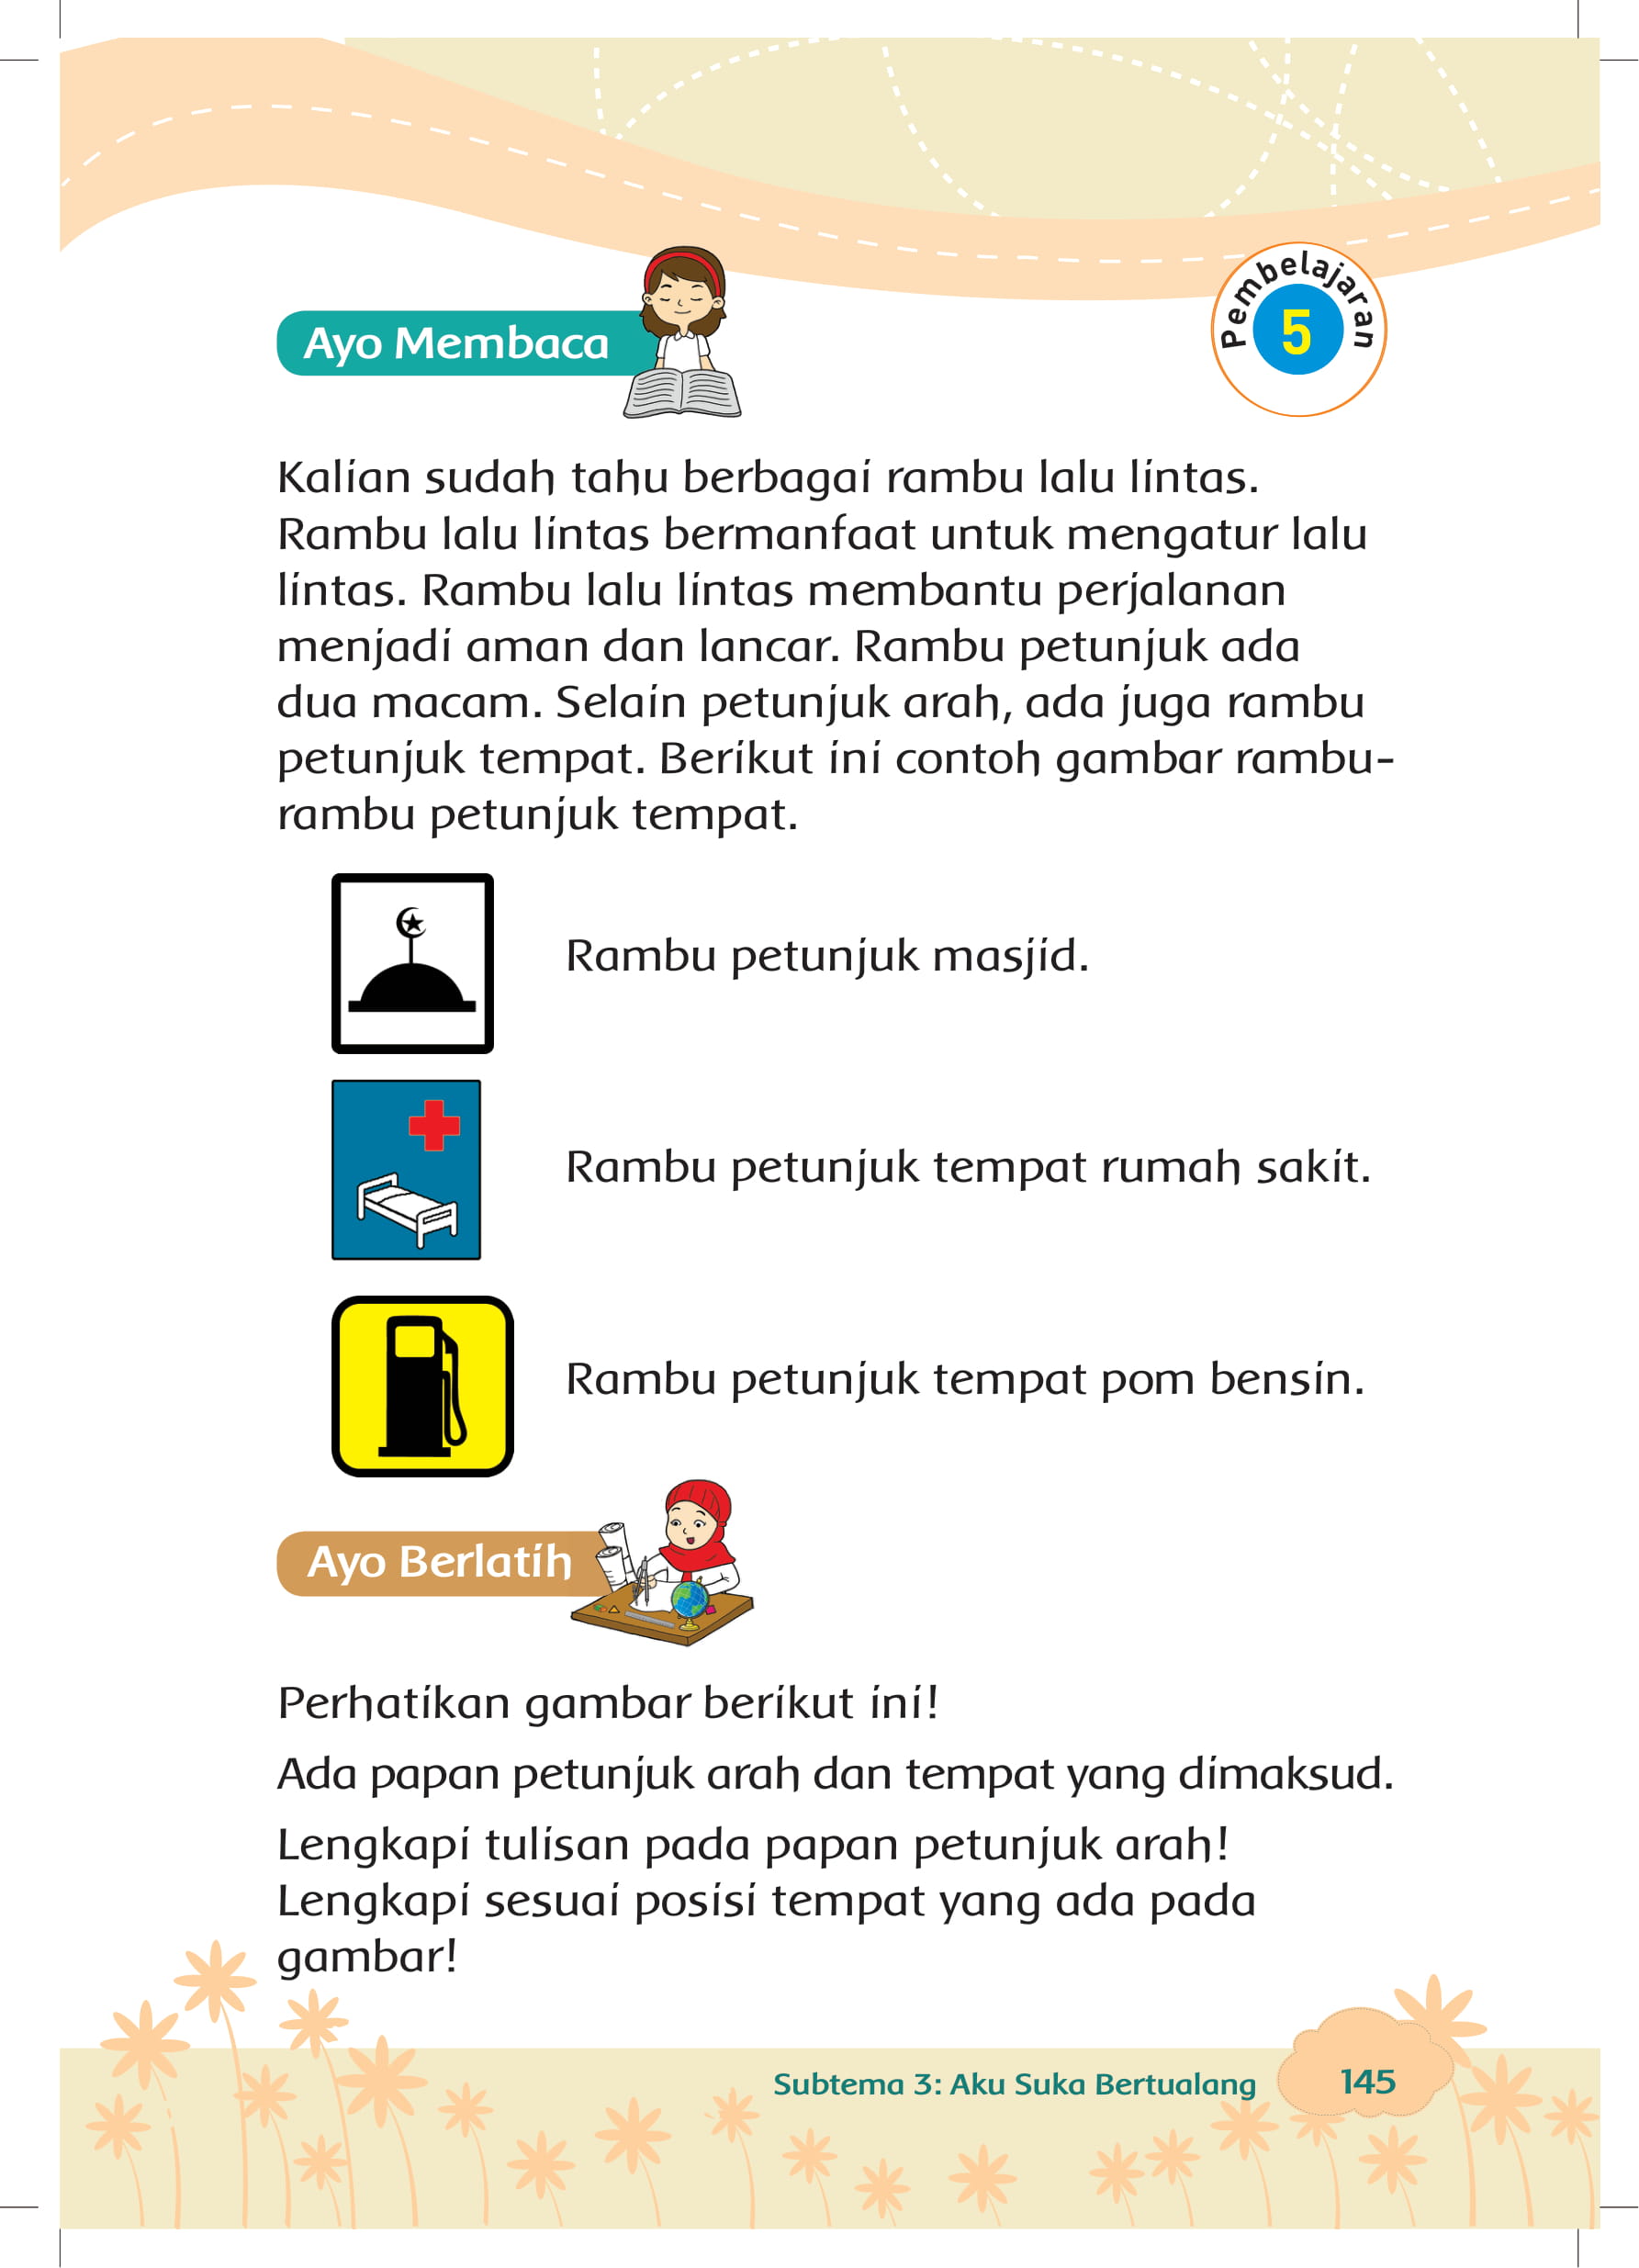 Pembelajaran
5
Ayo Membaca
Kalian sudah tahu berbagai rambu lalu lintas.
Rambu lalu lintas bermanfaat untuk mengatur lalu
lintas. Rambu lalu lintas membantu perjalanan
menjadi aman dan lancar. Rambu petunjuk ada
dua macam. Selain petunjuk arah, ada juga rambu
petunjuk tempat. Berikut ini contoh gambar rambu-
rambu petunjuk tempat.
Rambu petunjuk masjid.
Rambu petunjuk tempat rumah sakit.
Rambu petunjuk tempat pom bensin.
Ayo Berlatih
Perhatikan gambar berikut ini!
Ada papan petunjuk arah dan tempat yang dimaksud.
Lengkapi tulisan pada papan petunjuk arah!
Lengkapi sesuai posisi tempat yang ada pada
gambar!
Subtema 3: Aku Suka Bertualang
145